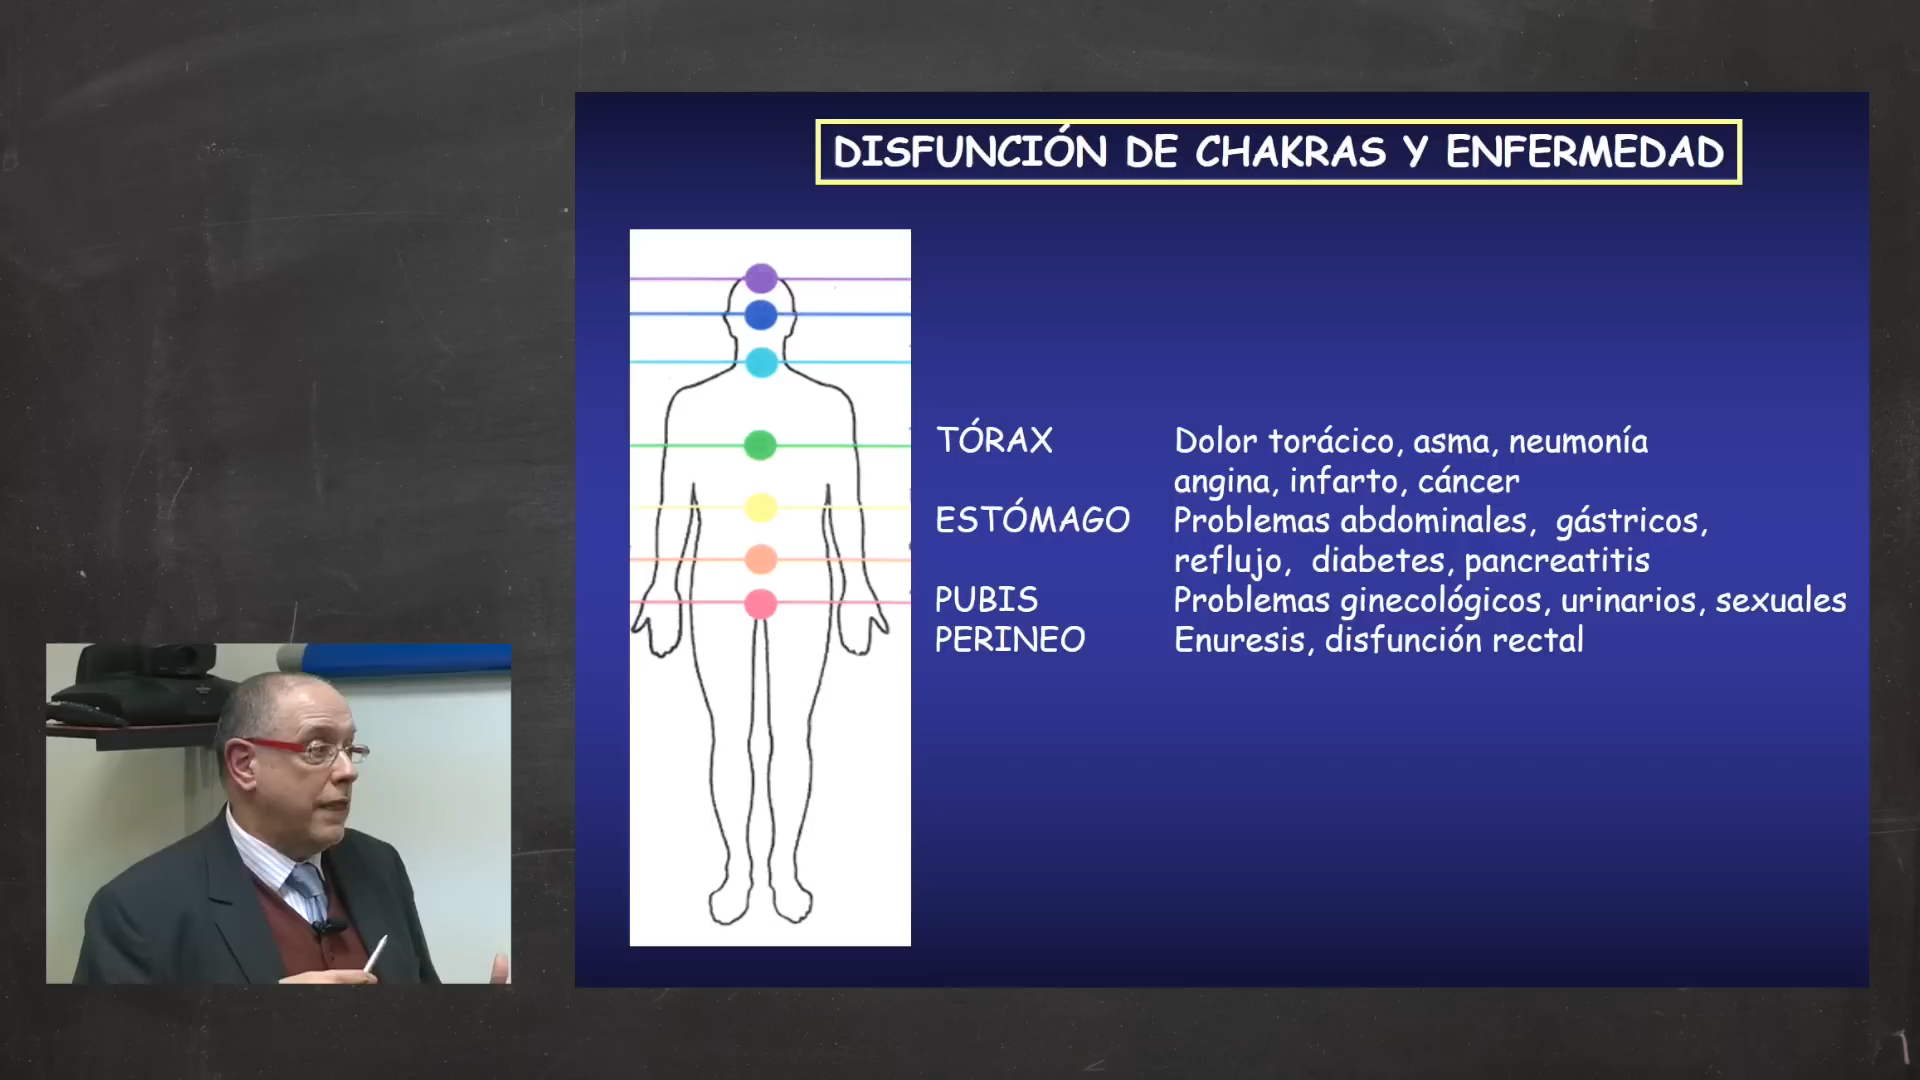 DISFUNCIÓN DE CHAKRAS Y ENFERMEDAD
TÓRAX Dolor torácico, asma, neumonía
angina, infarto, cáncer
ESTÓMAGO Problemas abdominales, gástricos,
reflujo, diabetes, pancreatitis
PUBIS Problemas ginecológicos, urinarios, sexuales
PERINEO Enuresis, disfunción rectal